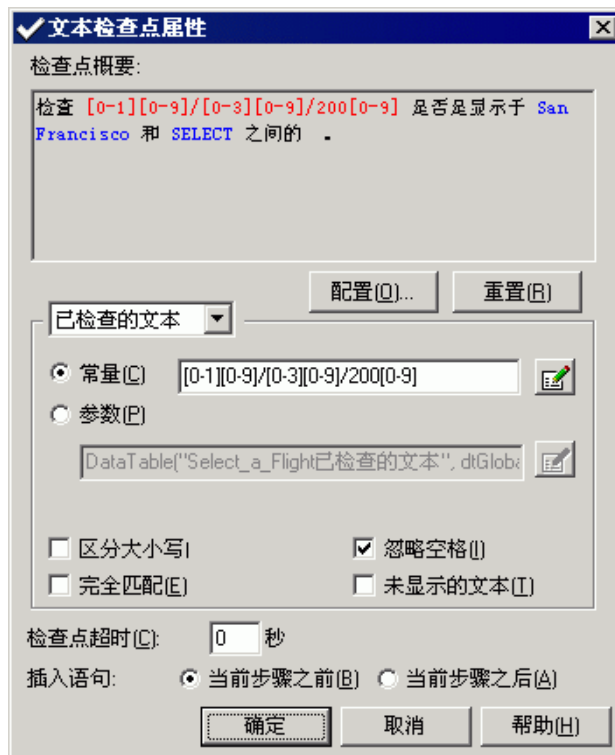 文本检查点属性
检查点概要:
检查 [0-1][0-9]/[0-3][0-9]/200[0-9] 是否是显示于 San
Francisco 和 SELECT 之间的 .
配置(O)... 重置(R)
已检查的文本
常量(C) [0-1][0-9]/[0-3][0-9]/200[0-9]
参数(P)
DataTable("Select_a_Flight已检查的文本", dtGloba
区分大小写( 忽略空格(I)
完全匹配(E) 未显示的文本(T)
检查点超时(C): 0 秒
插入语句: 当前步骤之前(B) 当前步骤之后(A)
确定 取消 帮助(H)